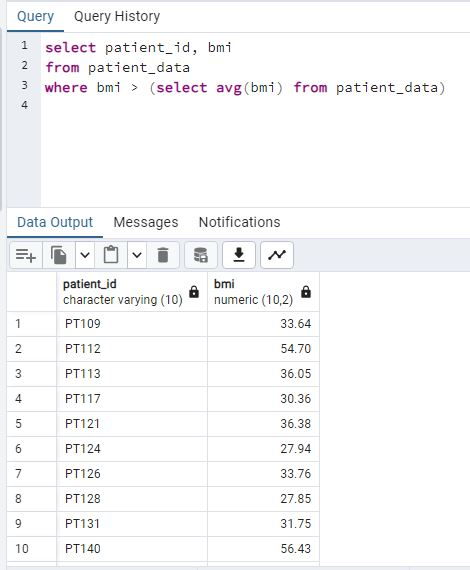 Query Query History
1 select patient_id, bmi
2 from patient_data
3 where bmi > (select avg(bmi) from patient_data)
4
Data Output Messages Notifications
patient_id bmi
character varying (10) numeric (10,2)
1 PT109 33.64
2 PT112 54.70
3 PT113 36.05
4 PT117 30.36
5 PT121 36.38
6 PT124 27.94
7 PT126 33.76
8 PT128 27.85
9 PT131 31.75
10 PT140 56.43